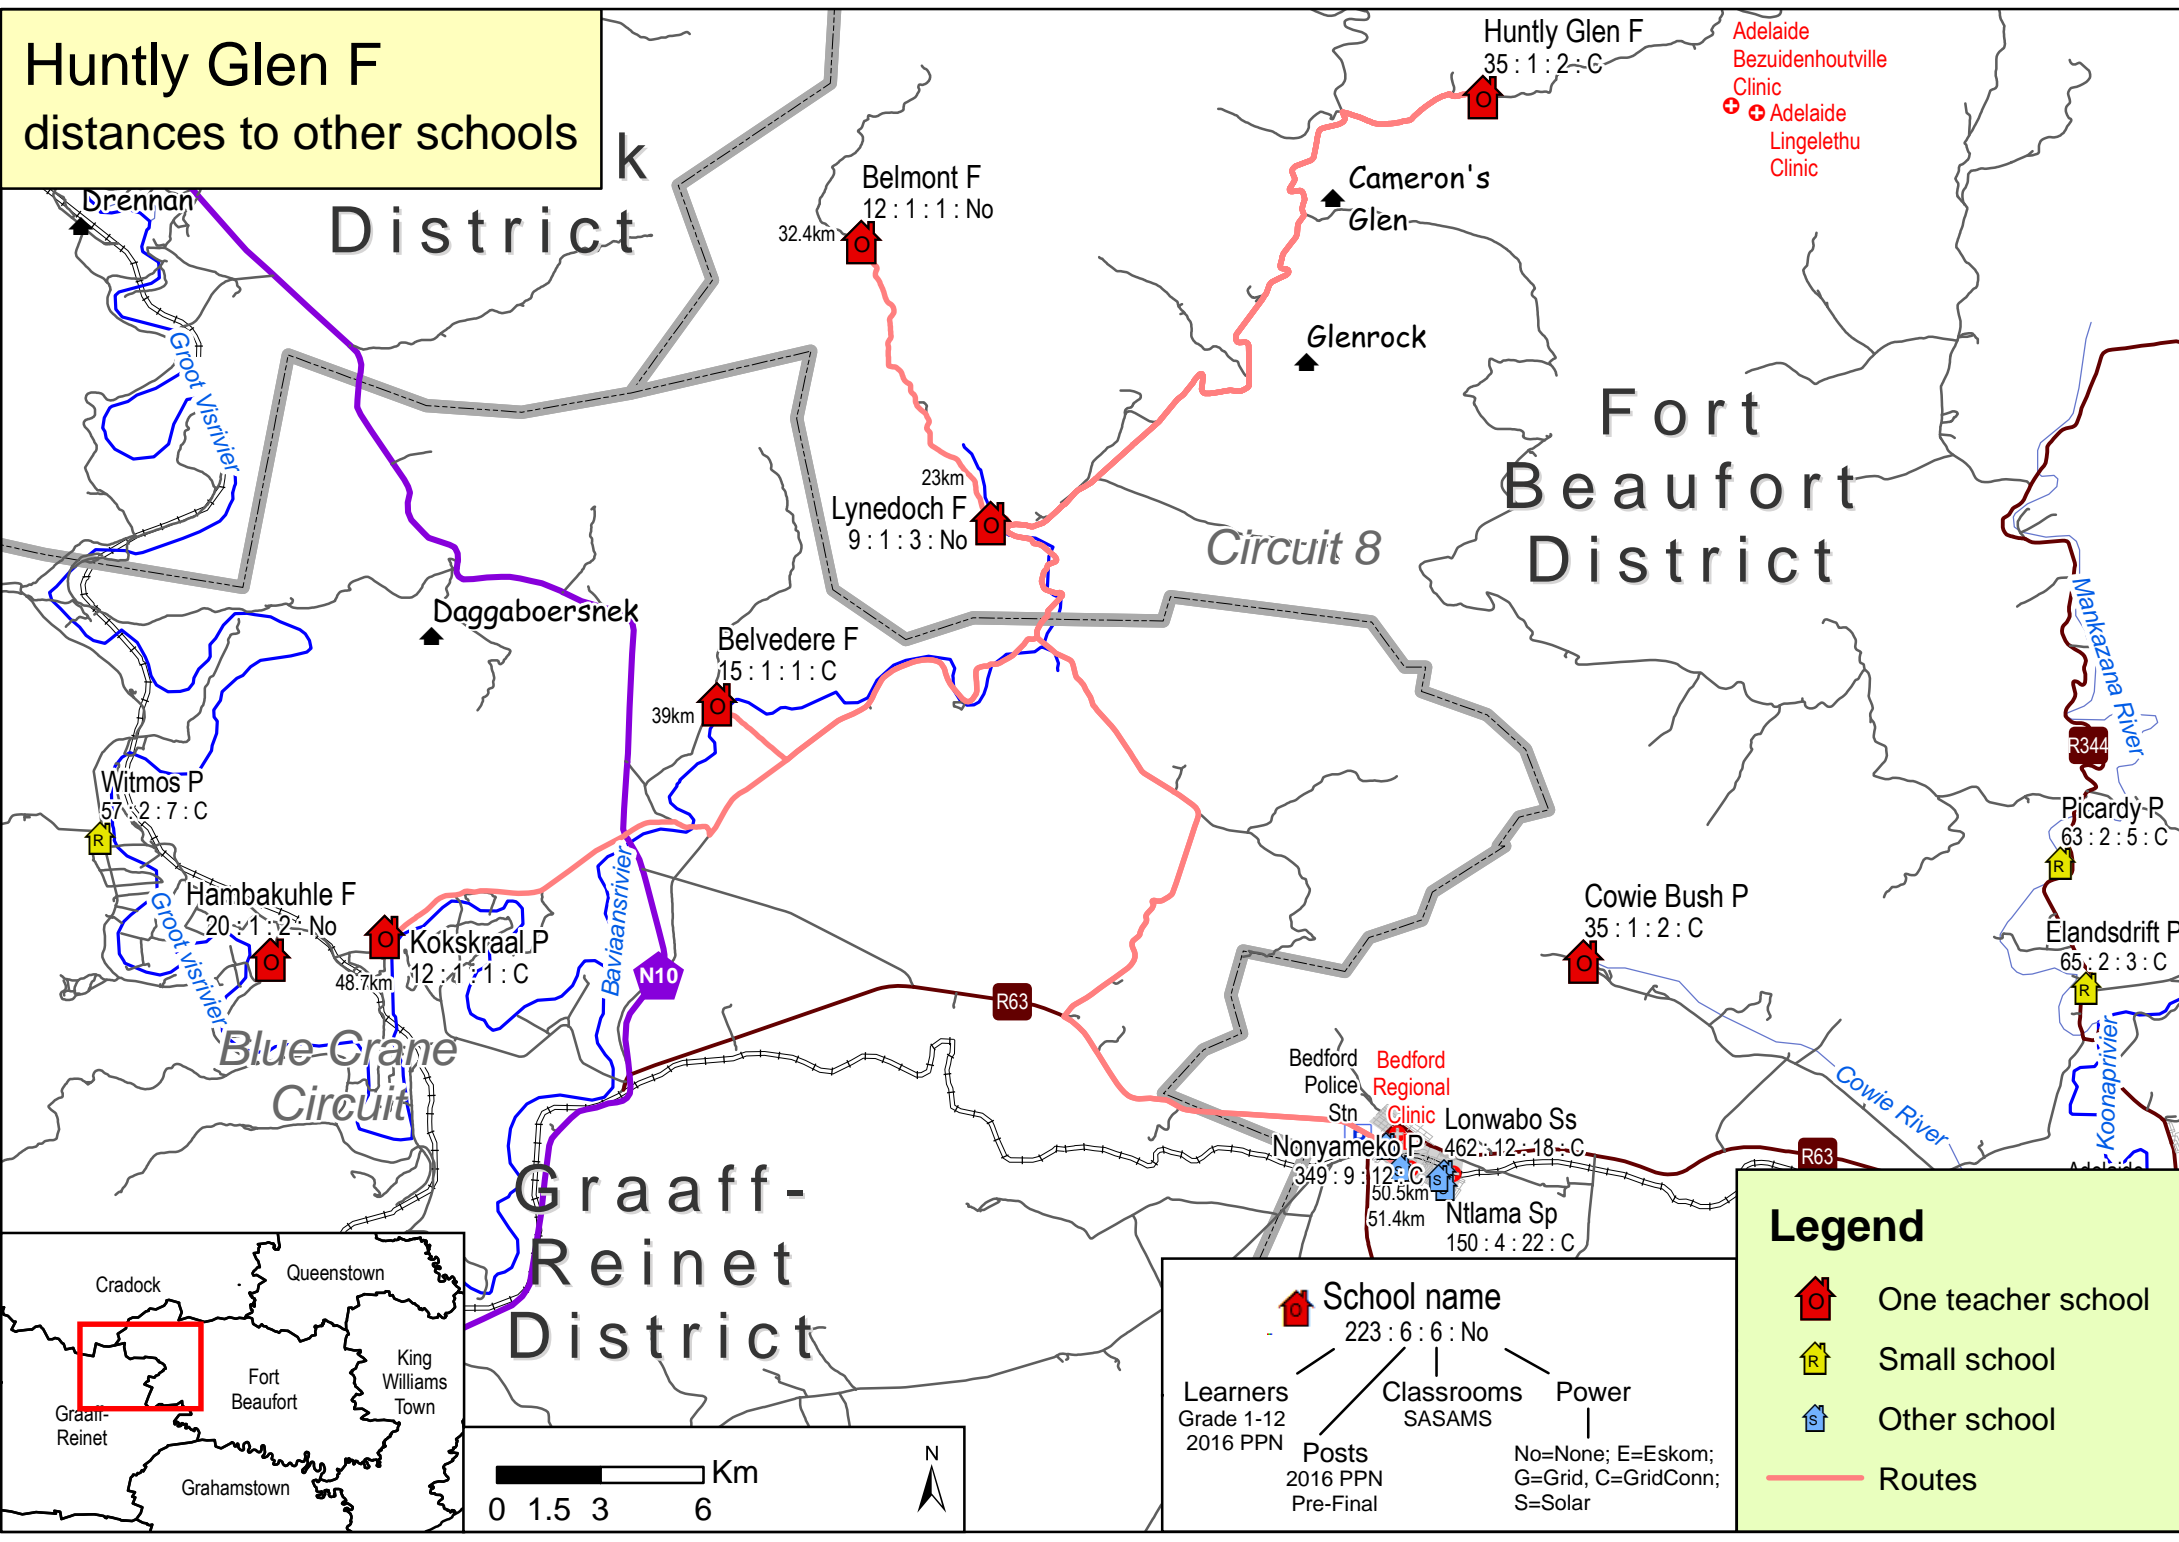 Huntly Glen F
distances to other schools
k
District
Drennan
Huntly Glen F
35 : 1 : 2 : C
Adelaide
Bezuidenhoutville
Clinic
Adelaide
Lingelethu
Clinic
Belmont F
12 : 1 : 1 : No
32.4km
Cameron's
Glen
Glenrock
Groot Visrivier
Fort
Beaufort
District
23km
Lynedoch F
9 : 1 : 3 : No
Circuit 8
Daggaboersnek
Belvedere F
15 : 1 : 1 : C
39km
Mankazana River
R344
Witmos P
57 : 2 : 7 : C
R
Picardy P
63 : 2 : 5 : C
R
Hambakuhle F
20 : 1 : 2 : No
Groot visrivier
Kokskraal P
12 : 1 : 1 : C
48.7km
Baviaansrivier
N10
R63
Cowie Bush P
35 : 1 : 2 : C
Elandsdrift P
65 : 2 : 3 : C
R
Blue Crane
Circuit
Bedford
Police
Stn
Bedford
Regional
Clinic
Lonwabo Ss
462 : 12 : 18 : C
Nonyameko P
349 : 9 : 12 : C
50.5km
51.4km
Ntlama Sp
150 : 4 : 22 : C
Cowie River
Koonaprivier
R63
Adelaide
Graaff-
Reinet
District
Cradock
Queenstown
Fort
Beaufort
King
Williams
Town
Graaff-
Reinet
Grahamstown
0 1.5 3 6 Km
N
School name
223 : 6 : 6 : No
Learners
Grade 1-12
2016 PPN
Posts
2016 PPN
Pre-Final
Classrooms
SASAMS
Power
No=None; E=Eskom;
G=Grid, C=GridConn;
S=Solar
Legend
O One teacher school
R Small school
S Other school
Routes